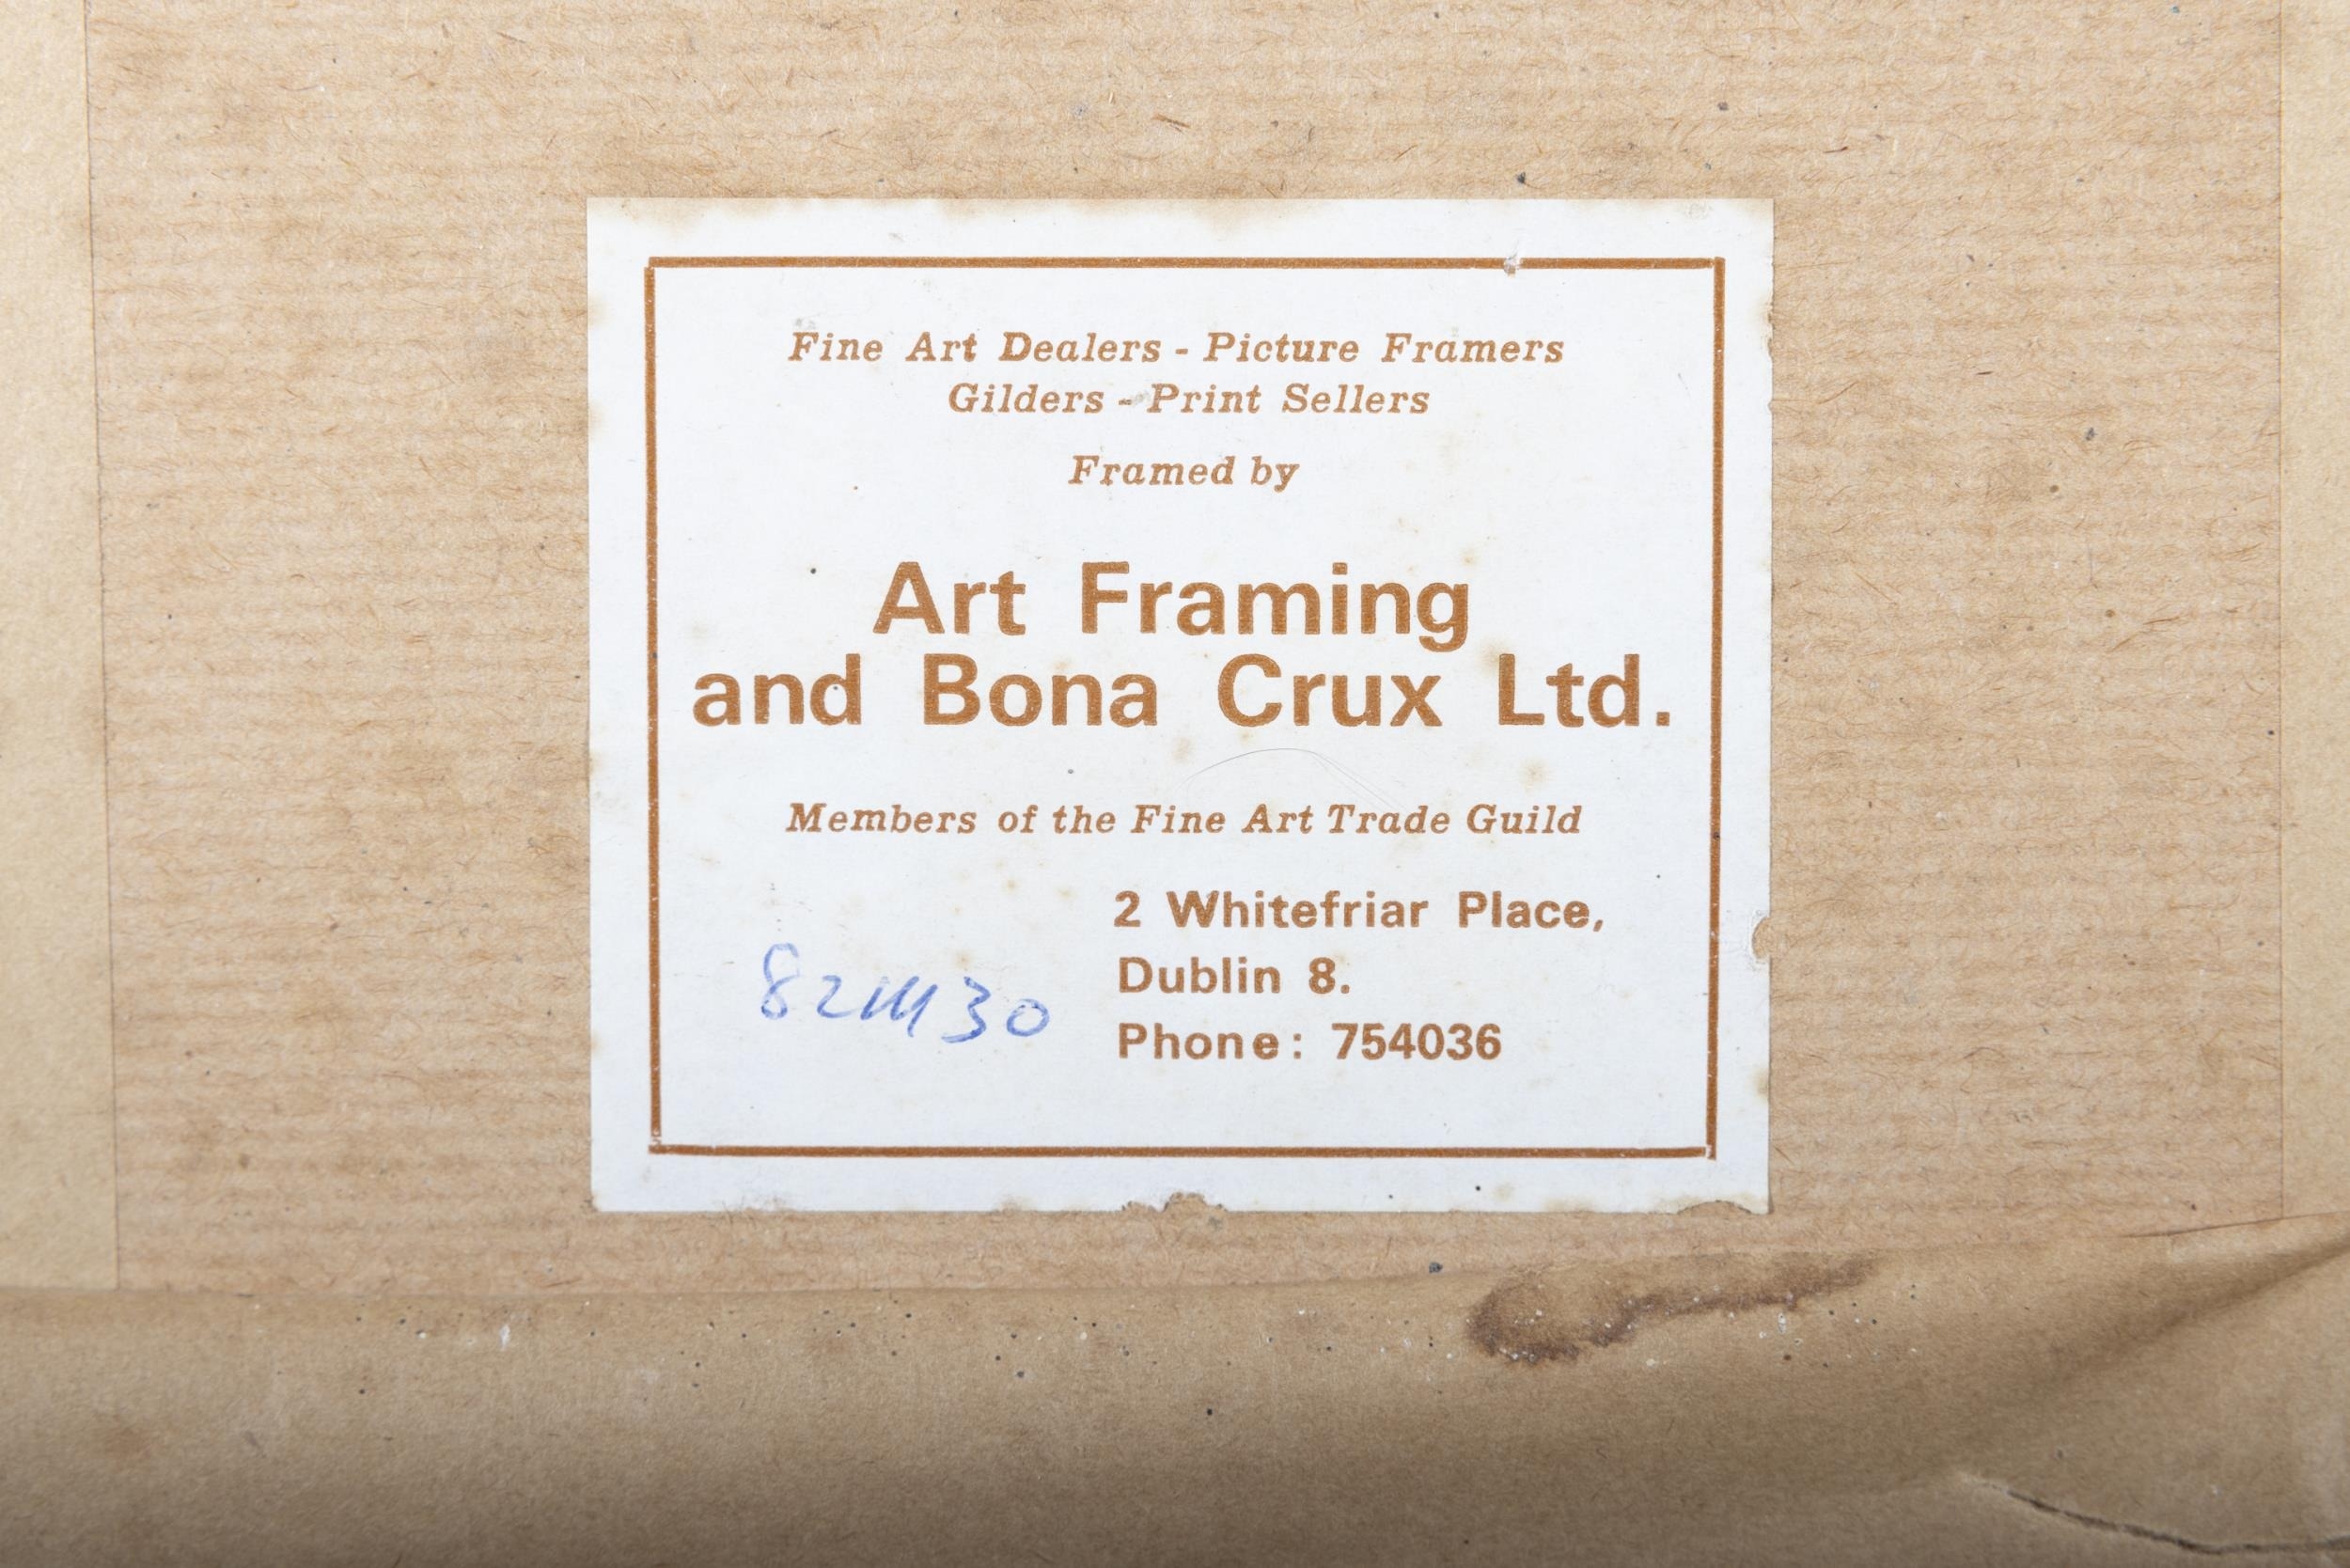 Fine Art Dealers - Picture Framers
Gilders - Print Sellers
Framed by
Art Framing
and Bona Crux Ltd.
Members of the Fine Art Trade Guild
2 Whitefriar Place,
Dublin 8.
Phone: 754036